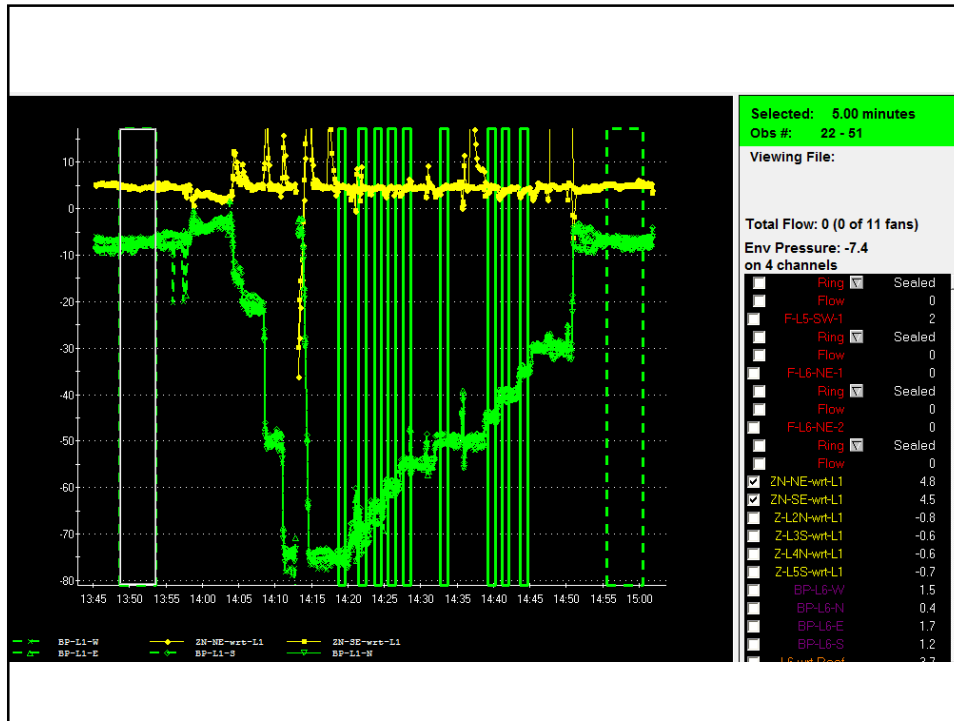 Selected: 5.00 minutes
Obs #: 22 - 51
Viewing File:
Total Flow: 0 (0 of 11 fans)
Env Pressure: -7.4
on 4 channels
Ring Sealed
Flow 0
F-L5-SW-1 2
Ring Sealed
Flow 0
F-L6-NE-1 0
Ring Sealed
Flow 0
F-L6-NE-2 0
Ring Sealed
Flow 0
ZN-NE-wrt-L1 4.8
ZN-SE-wrt-L1 4.5
Z-L2N-wrt-L1 -0.8
Z-L3S-wrt-L1 -0.6
Z-L4N-wrt-L1 -0.6
Z-L5S-wrt-L1 -0.7
BP-L6-W 1.5
BP-L6-N 0.4
BP-L6-E 1.7
BP-L6-S 1.2
10
0
-10
-20
-30
-40
-50
-60
-70
-80
13:45 13:50 13:55 14:00 14:05 14:10 14:15 14:20 14:25 14:30 14:35 14:40 14:45 14:50 14:55 15:00
BP-L1-W ZN-NE-wrt-L1 ZN-SE-wrt-L1
BP-L1-E BP-L1-S BP-L1-N